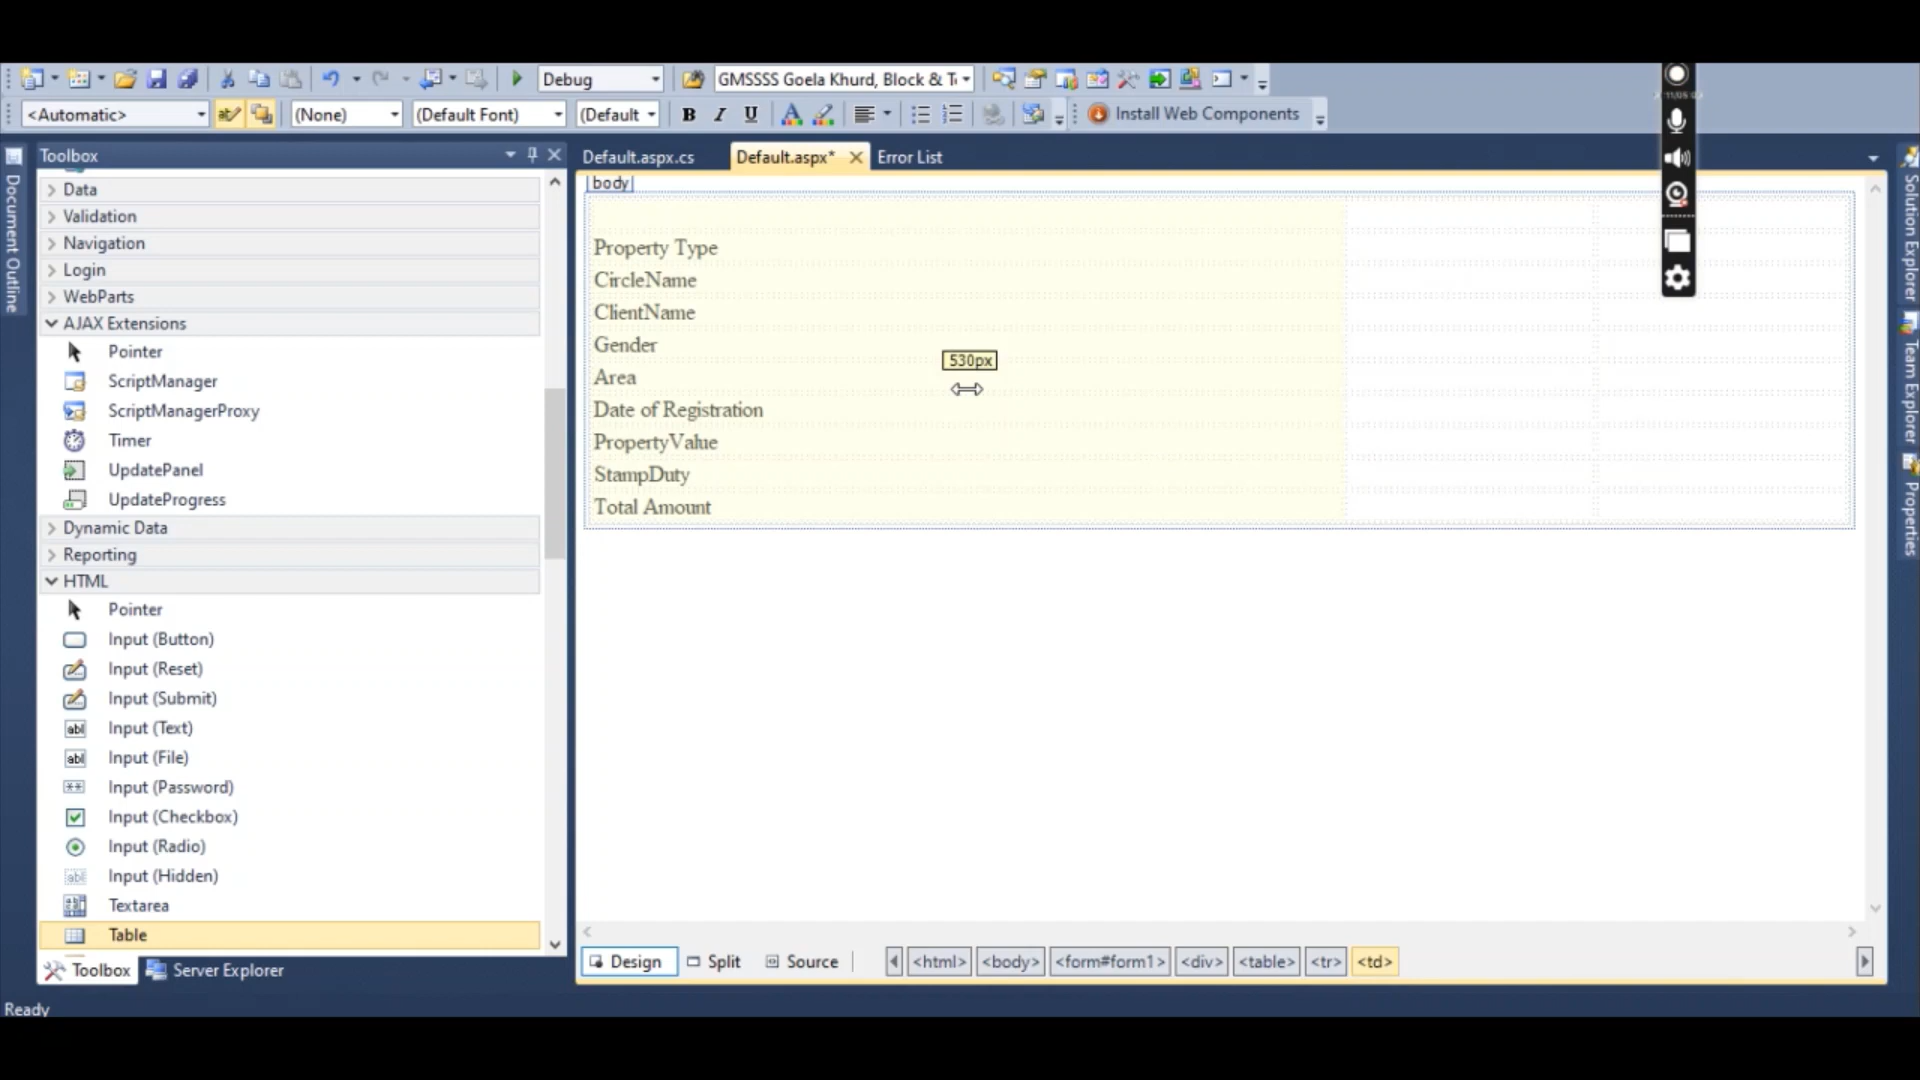 Debug
GMSSSS Goela Khurd, Block & T
<Automatic>
(None)
(Default Font)
(Default
B I U
Install Web Components
Document Outline
Toolbox
Data
Validation
Navigation
Login
WebParts
AJAX Extensions
Pointer
ScriptManager
ScriptManagerProxy
Timer
UpdatePanel
UpdateProgress
Dynamic Data
Reporting
HTML
Pointer
Input (Button)
Input (Reset)
Input (Submit)
Input (Text)
Input (File)
Input (Password)
Input (Checkbox)
Input (Radio)
Input (Hidden)
Textarea
Table
Toolbox
Server Explorer
Default.aspx.cs
Default.aspx*
Error List
body
Property Type
CircleName
ClientName
Gender
Area
Date of Registration
PropertyValue
StampDuty
Total Amount
530px
Design
Split
Source
<html>
<body>
<form#form1>
<div>
<table>
<tr>
<td>
Solution Explorer
Team Explorer
Properties
Ready